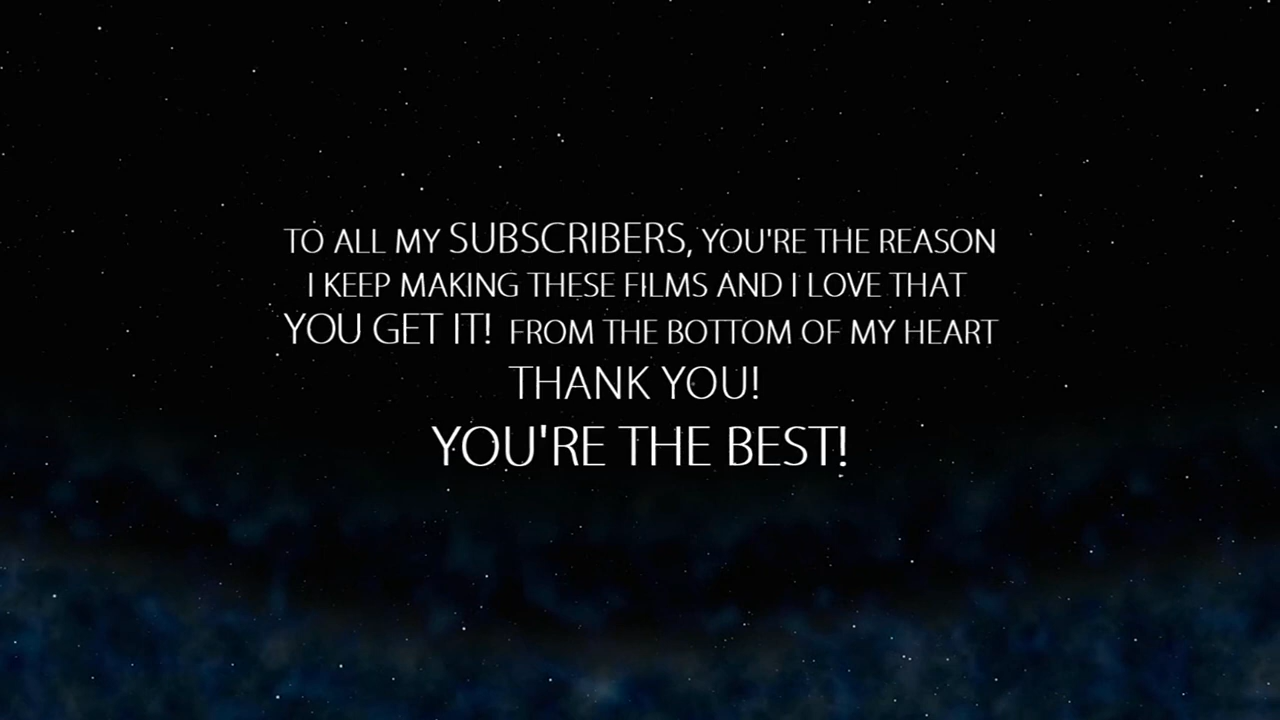 TO ALL MY SUBSCRIBERS, YOU'RE THE REASON
I KEEP MAKING THESE FILMS AND I LOVE THAT
YOU GET IT! FROM THE BOTTOM OF MY HEART
THANK YOU!
YOU'RE THE BEST!